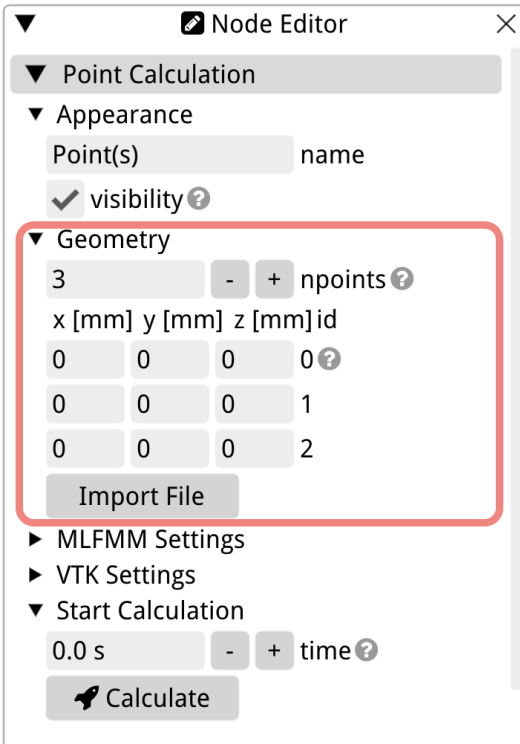 Node Editor
Point Calculation
Appearance
Point(s) name
visibility ?
Geometry
3 - + npoints ?
x [mm] y [mm] z [mm] id
0 0 0 0 ?
0 0 0 1
0 0 0 2
Import File
MLFMM Settings
VTK Settings
Start Calculation
0.0 s - + time ?
Calculate